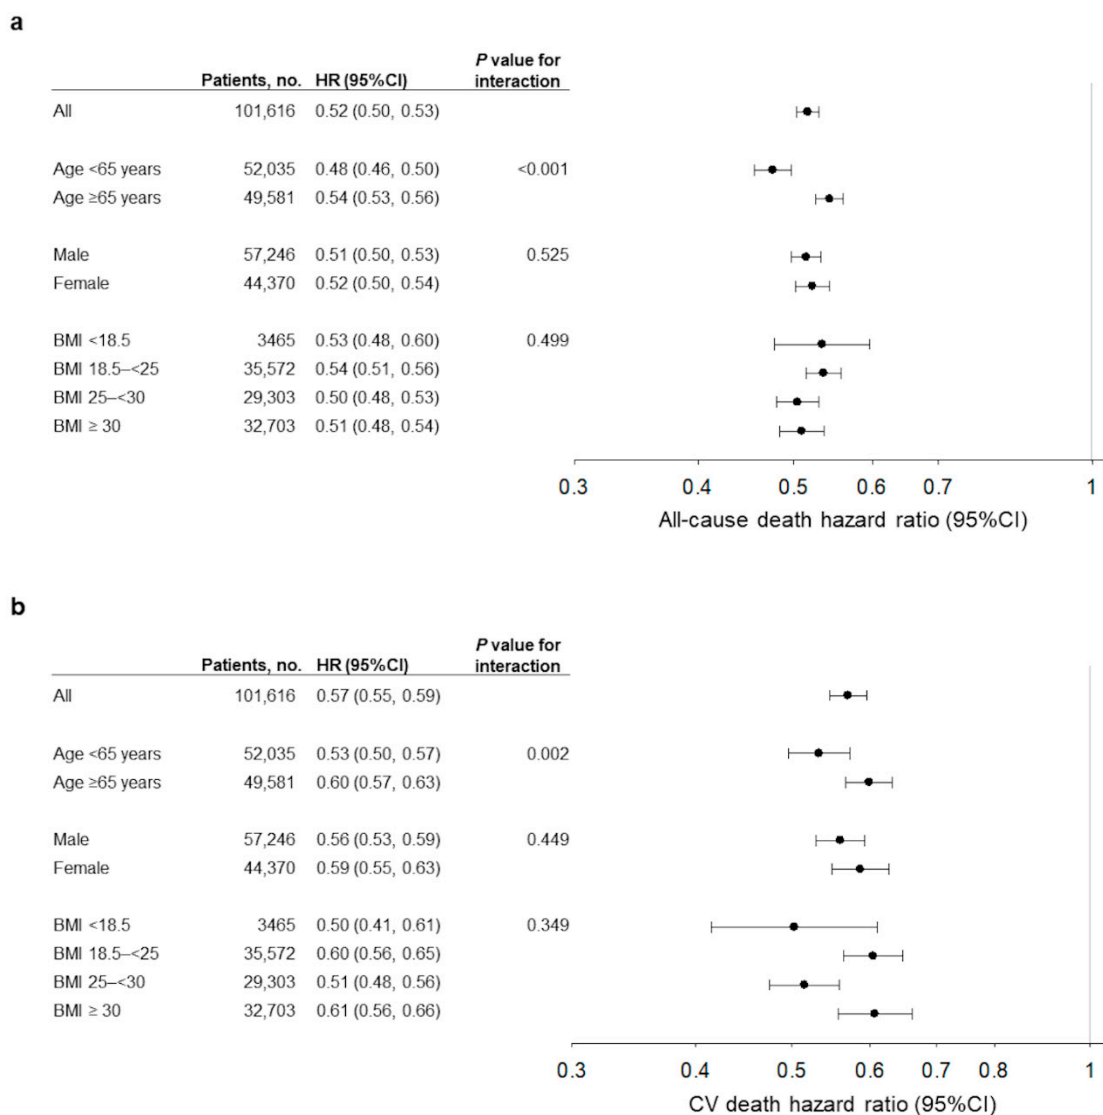 a
P value for
Patients, no. HR (95%CI) interaction
All 101,616 0.52 (0.50, 0.53)
Age <65 years 52,035 0.48 (0.46, 0.50) <0.001
Age ≥65 years 49,581 0.54 (0.53, 0.56)
Male 57,246 0.51 (0.50, 0.53) 0.525
Female 44,370 0.52 (0.50, 0.54)
BMI <18.5 3465 0.53 (0.48, 0.60) 0.499
BMI 18.5–<25 35,572 0.54 (0.51, 0.56)
BMI 25–<30 29,303 0.50 (0.48, 0.53)
BMI ≥ 30 32,703 0.51 (0.48, 0.54)
0.3 0.4 0.5 0.6 0.7 1
All-cause death hazard ratio (95%CI)
b
P value for
Patients, no. HR (95%CI) interaction
All 101,616 0.57 (0.55, 0.59)
Age <65 years 52,035 0.53 (0.50, 0.57) 0.002
Age ≥65 years 49,581 0.60 (0.57, 0.63)
Male 57,246 0.56 (0.53, 0.59) 0.449
Female 44,370 0.59 (0.55, 0.63)
BMI <18.5 3465 0.50 (0.41, 0.61) 0.349
BMI 18.5–<25 35,572 0.60 (0.56, 0.65)
BMI 25–<30 29,303 0.51 (0.48, 0.56)
BMI ≥ 30 32,703 0.61 (0.56, 0.66)
0.3 0.4 0.5 0.6 0.7 0.8 1
CV death hazard ratio (95%CI)